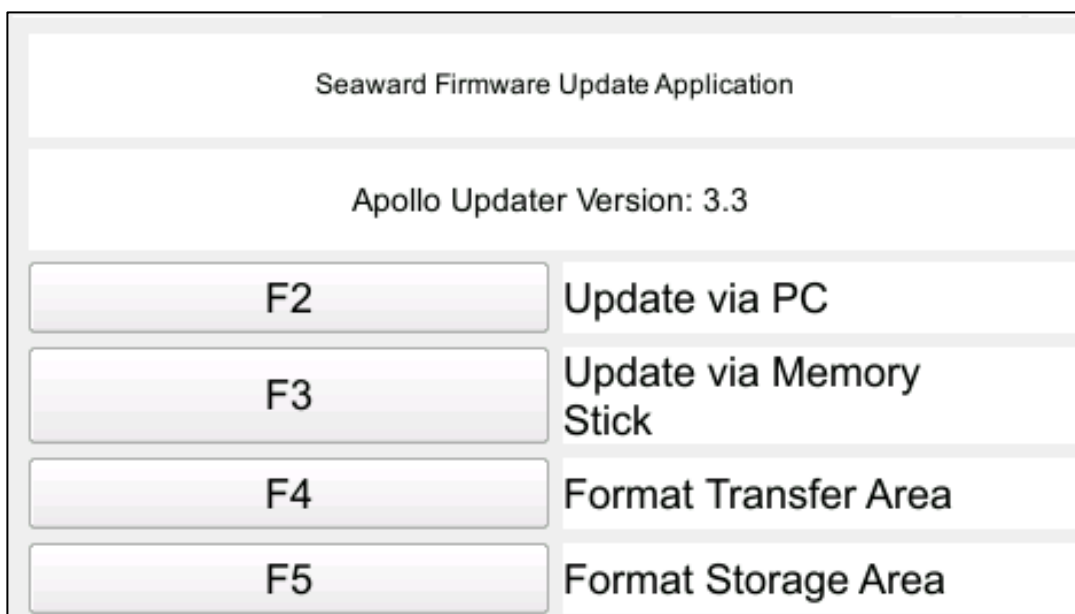 Seaward Firmware Update Application
Apollo Updater Version: 3.3
F2 Update via PC
F3 Update via Memory
Stick
F4 Format Transfer Area
F5 Format Storage Area